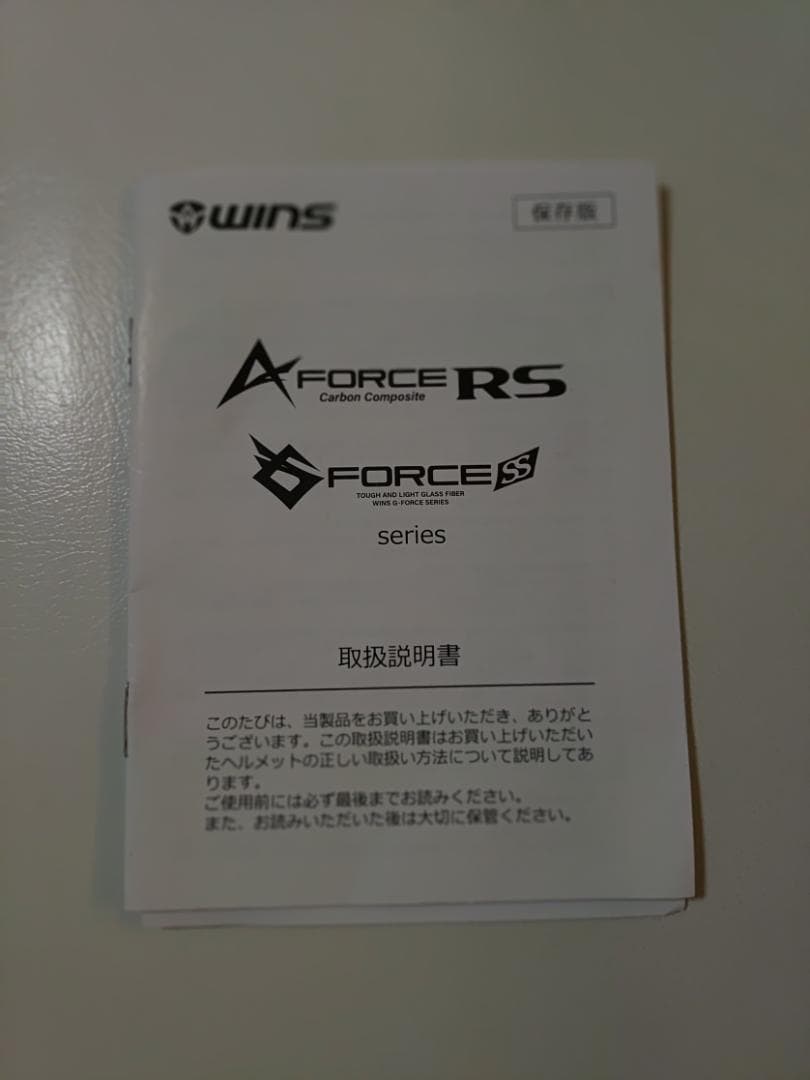 WINS
保存版
A FORCE RS
Carbon Composite
G FORCE SS
TOUGH AND LIGHT GLASS FIBER
WINS G-FORCE SERIES
series
取扱説明書
このたびは、当製品をお買い上げいただき、ありがと
うございます。この取扱説明書はお買い上げいただい
たヘルメットの正しい取扱い方法について説明してあ
ります。
ご使用前には必ず最後までお読みください。
また、お読みいただいた後は大切に保管ください。